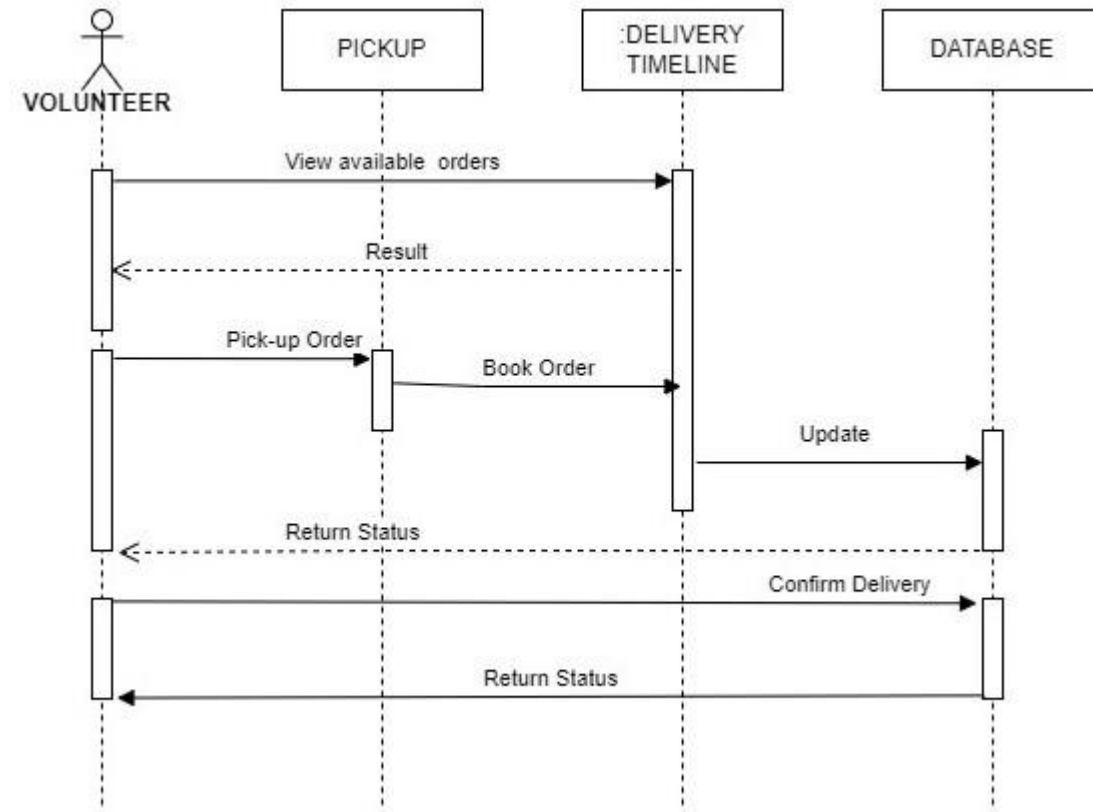 VOLUNTEER
PICKUP
:DELIVERY
TIMELINE
DATABASE
View available orders
Result
Pick-up Order
Book Order
Update
Return Status
Confirm Delivery
Return Status